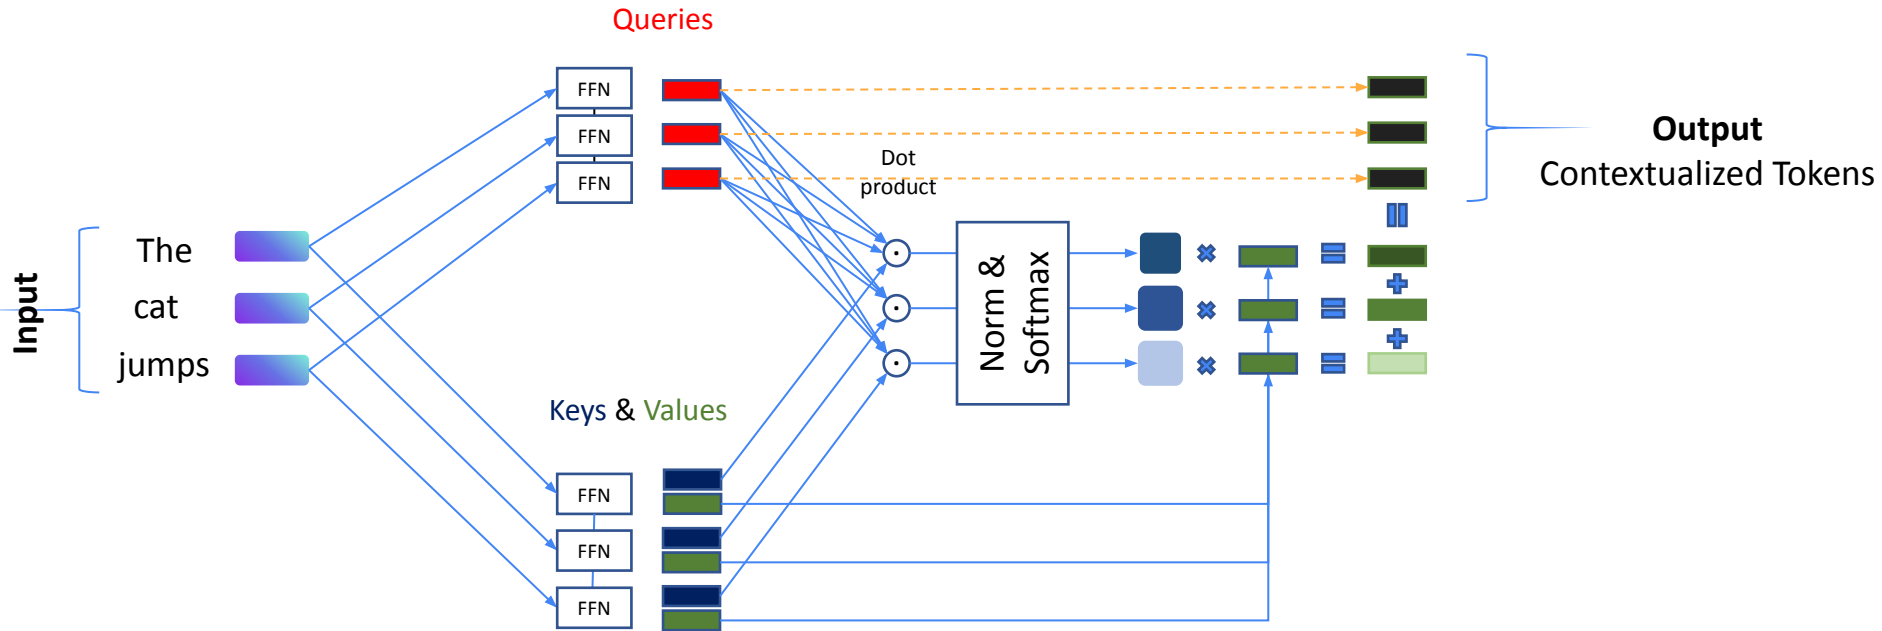 Queries
FFN
FFN
FFN
Dot
product
Output
Contextualized Tokens
Input
The
cat
jumps
Norm &
Softmax
Keys & Values
FFN
FFN
FFN